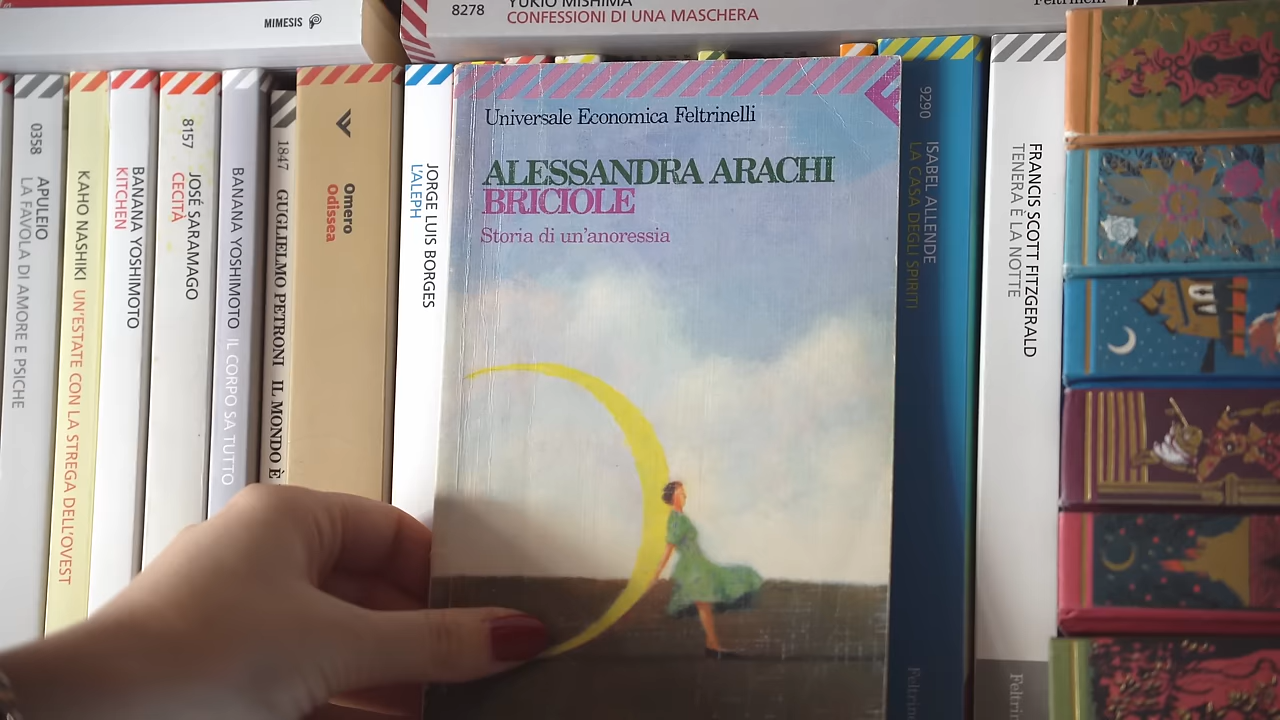 MIMESIS
8278
YUKIO MISHIMA
CONFESSIONI DI UNA MASCHERA
Feltrinelli
0358
APULEIO
LA FAVOLA DI AMORE E PSICHE
KAHO NASHIKI UN'ESTATE CON LA STREGA DELL'OVEST
BANANA YOSHIMOTO
KITCHEN
8157
JOSÉ SARAMAGO
CECITÀ
BANANA YOSHIMOTO IL CORPO SA TUTTO
1847
GUGLIELMO PETRONI IL MONDO È
Omero
Odissea
JORGE LUIS BORGES
L'ALEPH
Universale Economica Feltrinelli
ALESSANDRA ARACHI
BRICIOLE
Storia di un'anoressia
9290
ISABEL ALLENDE
LA CASA DEGLI SPIRITI
Feltrin
FRANCIS SCOTT FITZGERALD
TENERA È LA NOTTE
Feltrin